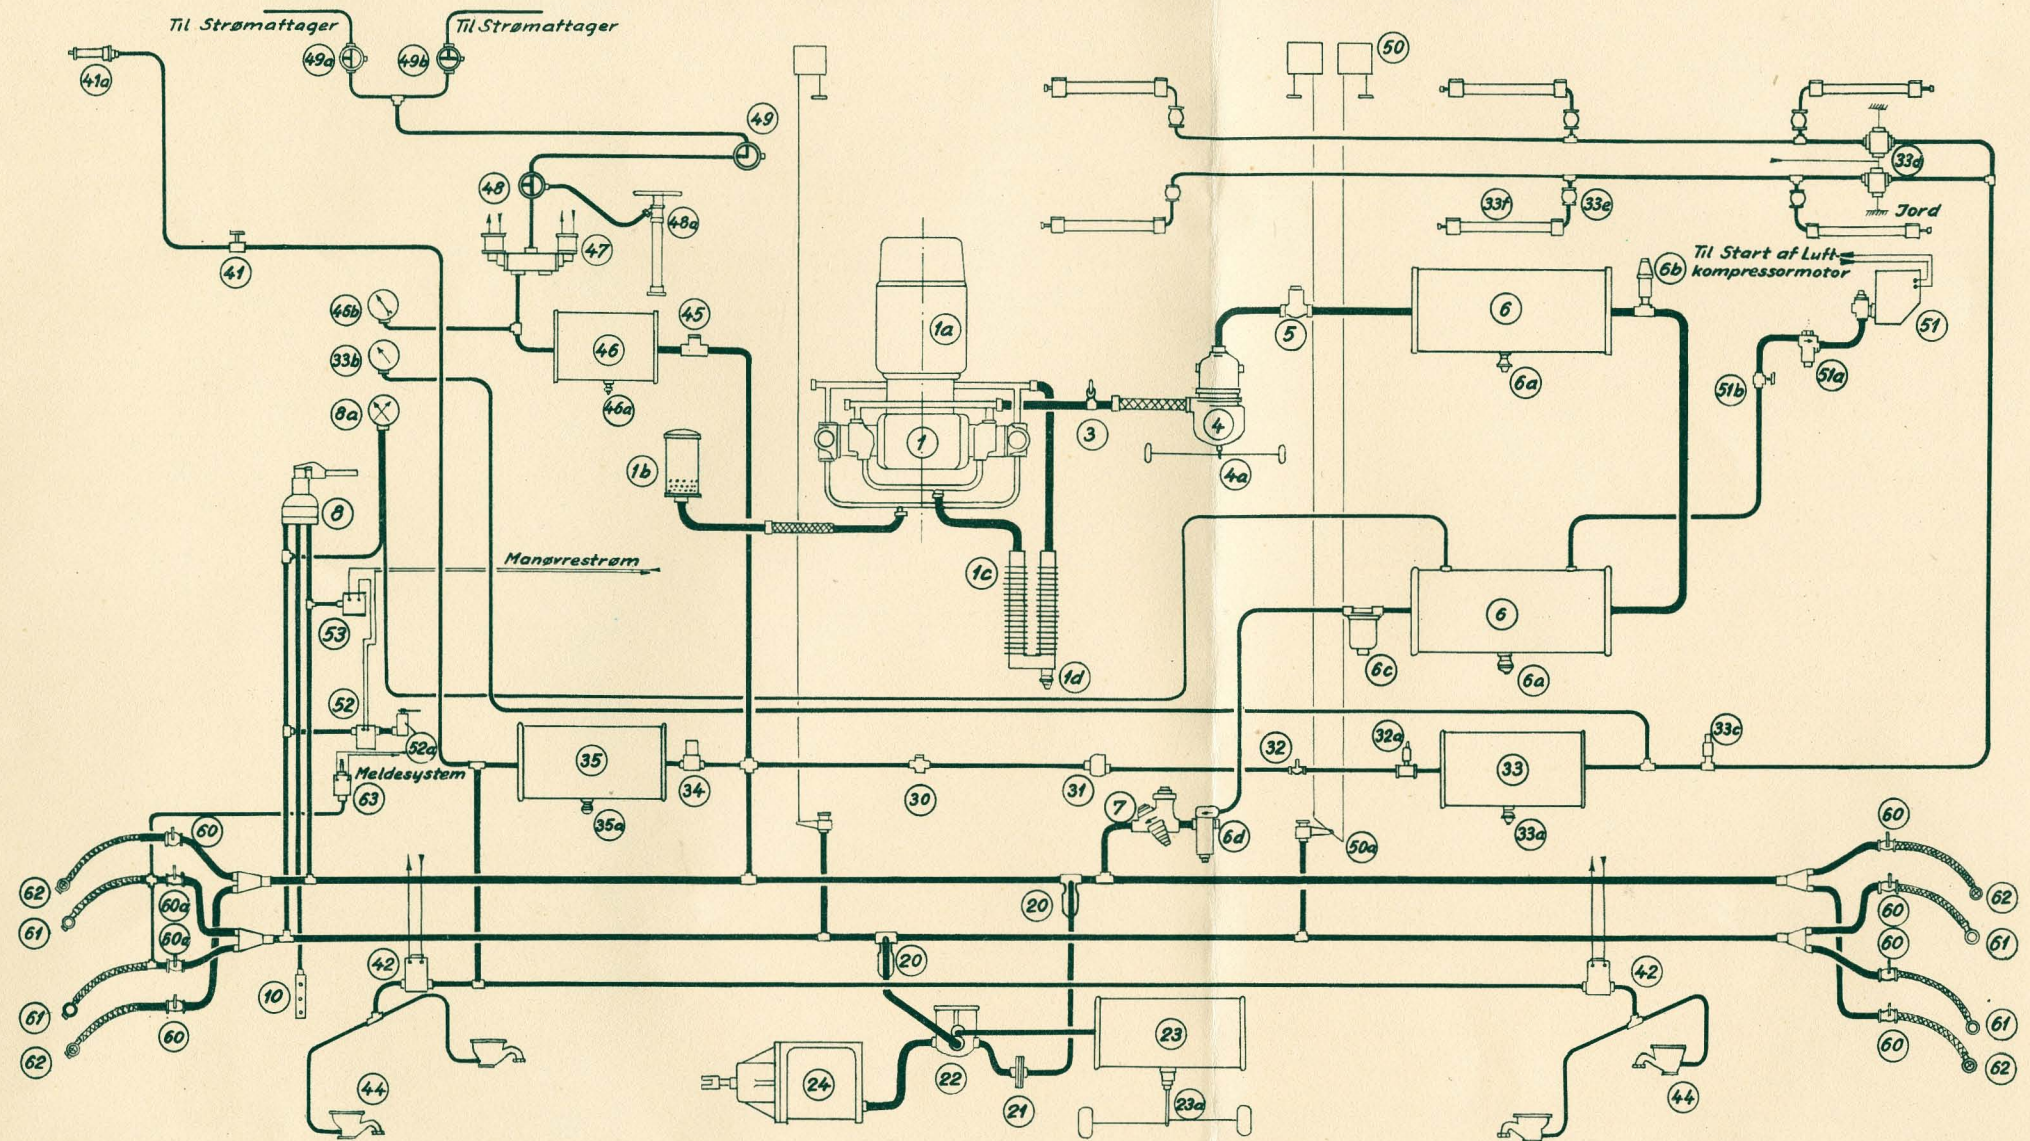 Til Strømaftager
Til Strømaftager
41a
49a
49b
50
49
48
48a
47
41
33d
33f
33e
Jord
Til Start af Luft-
kompressormotor
6b
6
51
46b
45
1a
5
46
33b
6a
51a
51b
46a
8a
3
4
1
1b
4a
8
Manøvrestrøm
1c
6
53
6c
1d
6a
52
52a
33c
32a
32
35
33
Meldesystem
63
34
30
31
35a
7
6d
50a
33a
60
60
62
60a
61
60a
20
60
62
60
61
42
20
42
10
61
60
23
61
60
62
22
24
21
23a
44
44
62